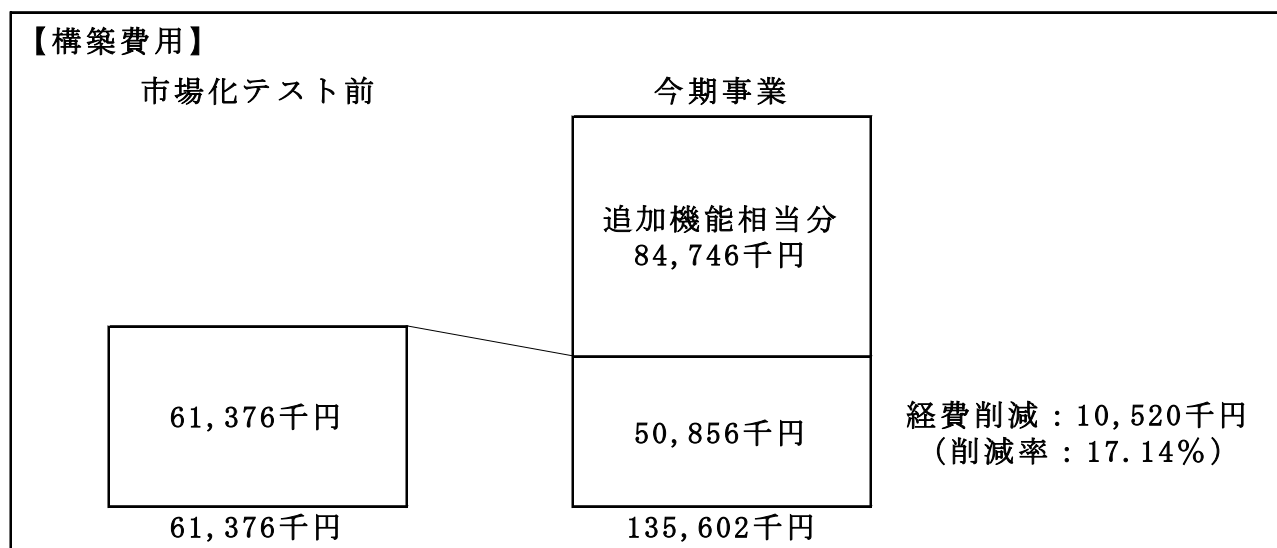 【構築費用】
市場化テスト前
今期事業
追加機能相当分
84,746千円
61,376千円
50,856千円
経費削減：10,520千円
（削減率：17.14％）
61,376千円
135,602千円